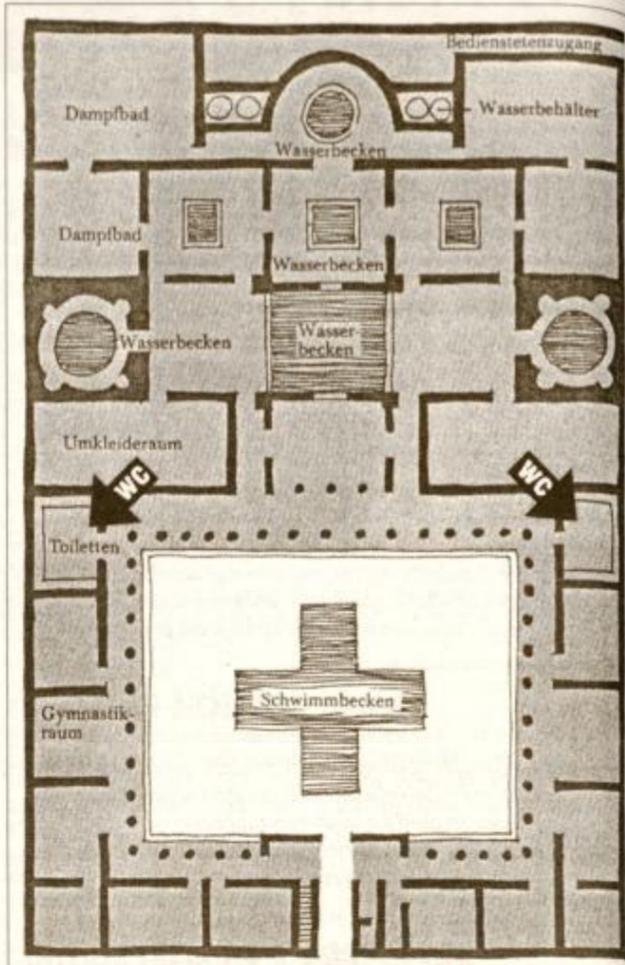 Bedienstetenzugang
Dampfbad
Wasserbehälter
Wasserbecken
Dampfbad
Wasserbecken
Wasserbecken
Wasser-
becken
Umkleideraum
WC
WC
Toiletten
Schwimmbecken
Gymnastik-
raum